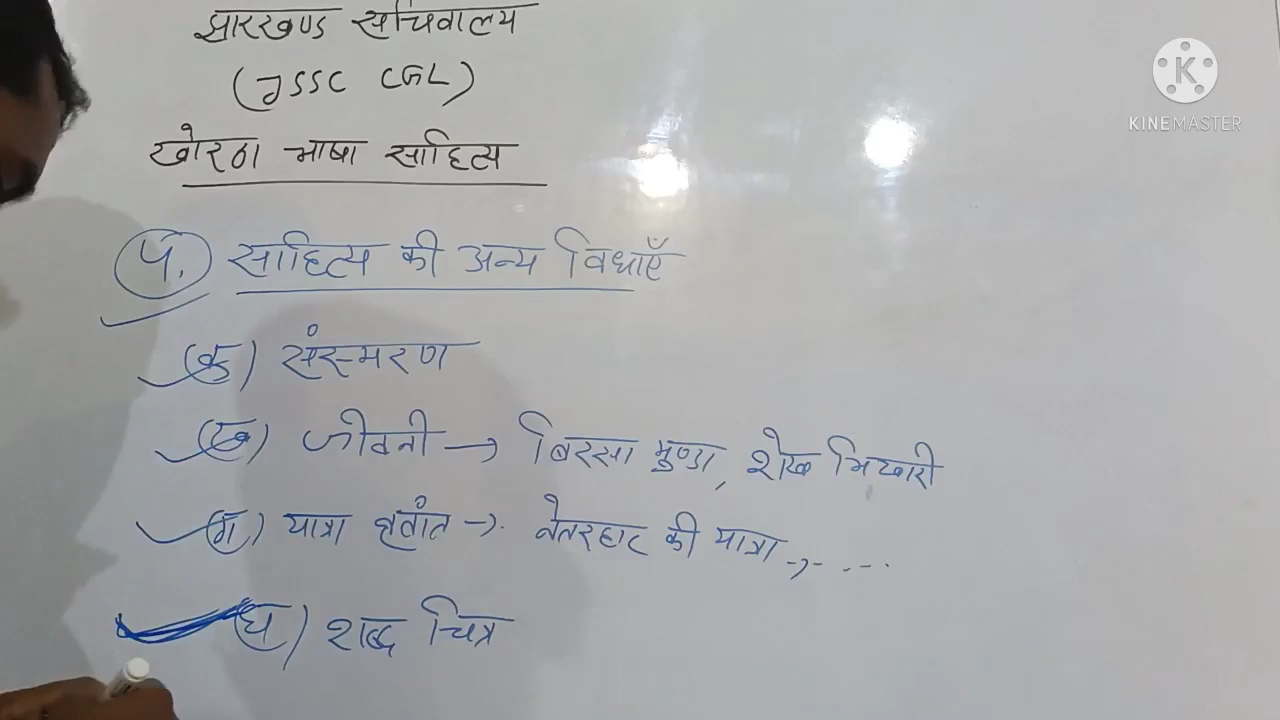 झारखण्ड सचिवालय
(JSSC CGL)
खोरठा भाषा साहित्य
5. साहित्य की अन्य विधाएँ
(क) संस्मरण
(ख) जीवनी → बिरसा मुण्डा, शेख भिखारी
(ग) यात्रा वृतांत → नेतरहाट की यात्रा, ---
(घ) शब्द चित्र
K
KINEMASTER